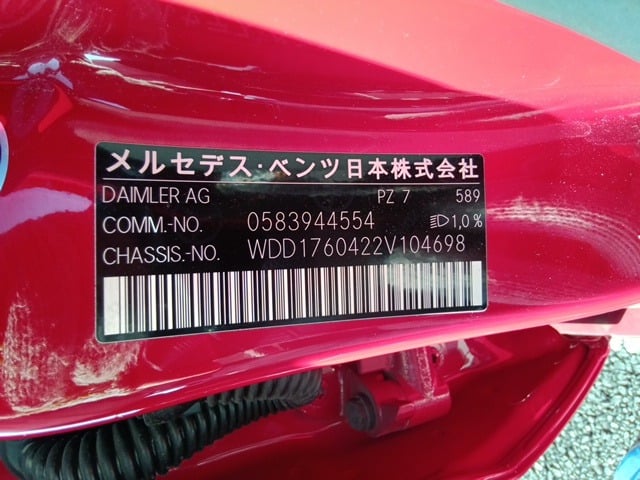 メルセデス・ベンツ日本株式会社
DAIMLER AG PZ 7 589
COMM.-NO. 0583944554 1,0%
CHASSIS.-NO. WDD1760422V104698